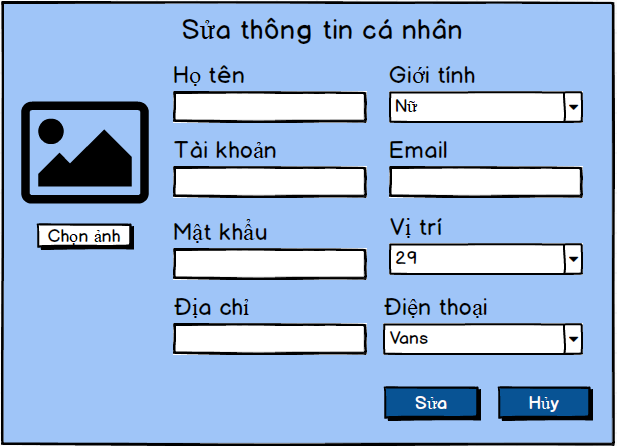 Sửa thông tin cá nhân
Họ tên
Giới tính
Nữ
Tài khoản
Email
Chọn ảnh
Mật khẩu
Vị trí
29
Địa chỉ
Điện thoại
Vans
Sửa
Hủy